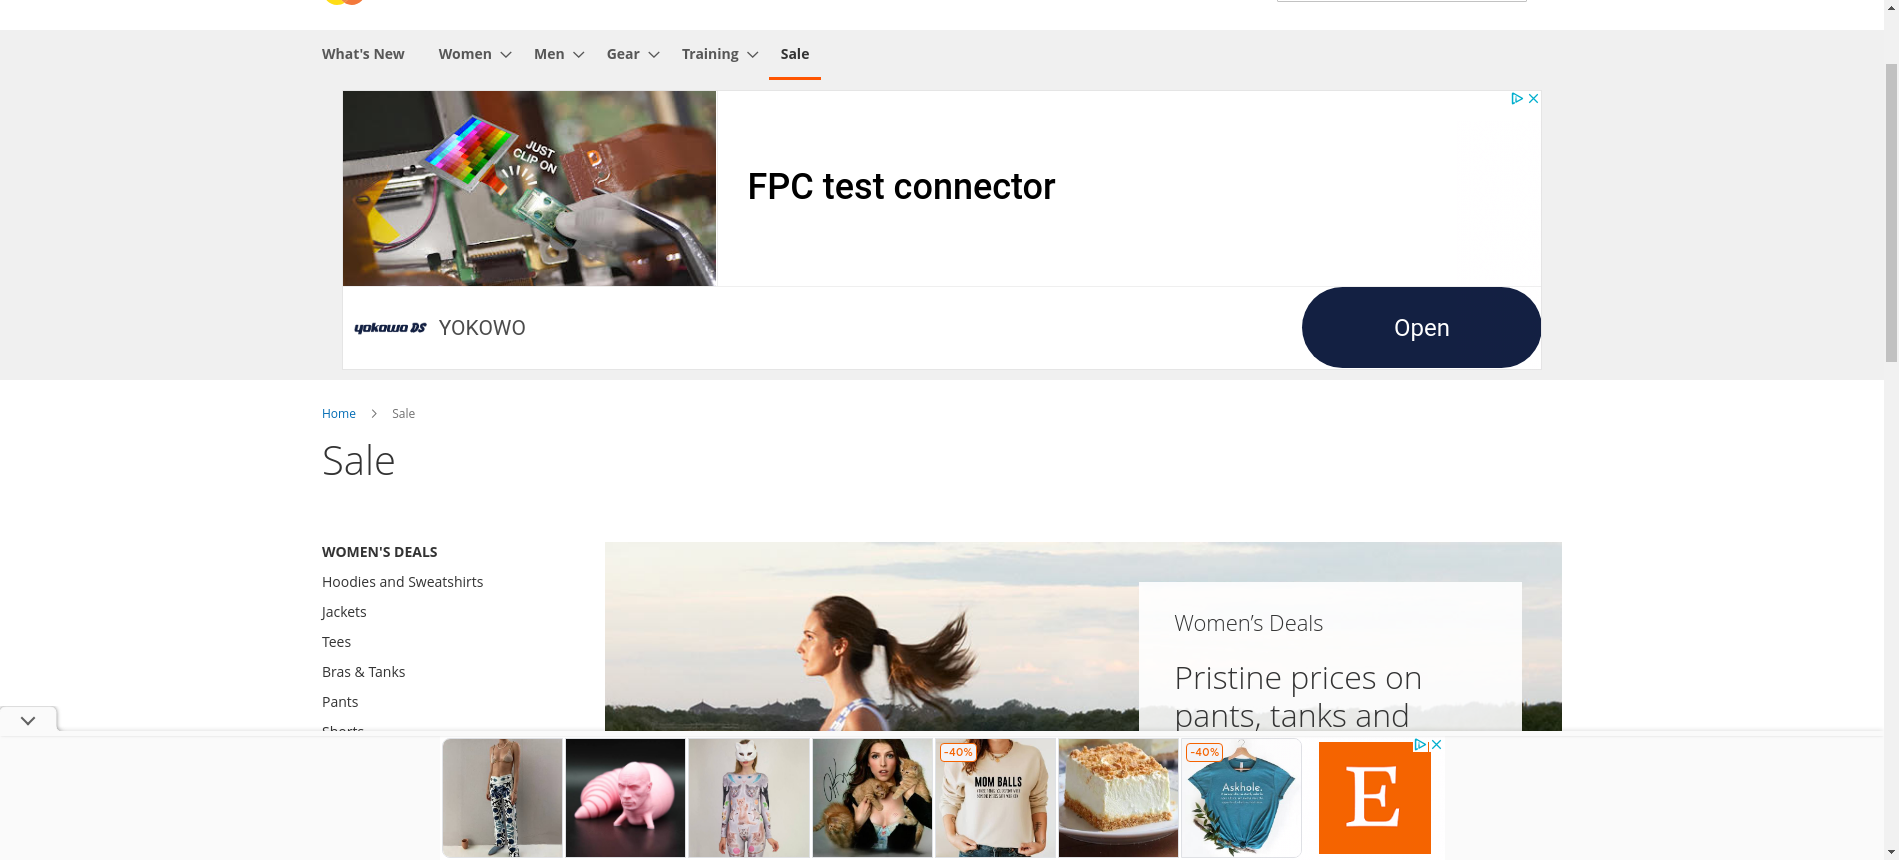 What's New
Women
Men
Gear
Training
Sale
JUST
CLIP ON
FPC test connector
yokowo DS
YOKOWO
Open
Home
Sale
Sale
WOMEN'S DEALS
Hoodies and Sweatshirts
Jackets
Tees
Bras & Tanks
Pants
Shorts
Women’s Deals
Pristine prices on
pants, tanks and
-40%
MOM BALLS
-40%
Askhole.
E